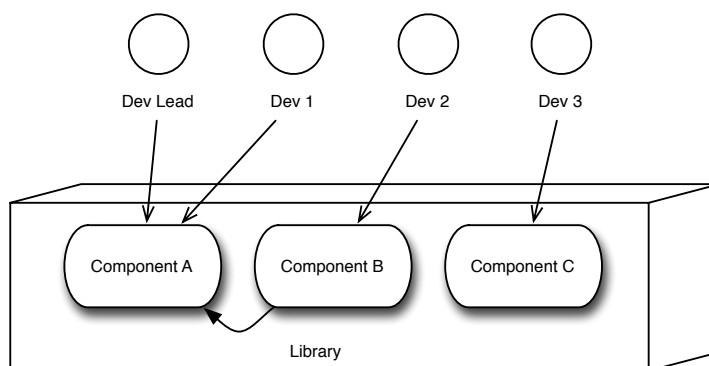 Dev Lead
Dev 1
Dev 2
Dev 3
Component A
Component B
Component C
Library